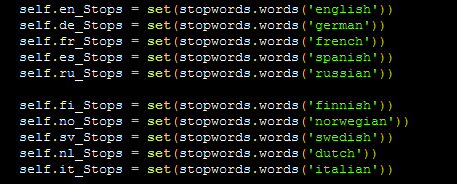 self.en_Stops = set(stopwords.words('english'))
self.de_Stops = set(stopwords.words('german'))
self.fr_Stops = set(stopwords.words('french'))
self.es_Stops = set(stopwords.words('spanish'))
self.ru_Stops = set(stopwords.words('russian'))
self.fi_Stops = set(stopwords.words('finnish'))
self.no_Stops = set(stopwords.words('norwegian'))
self.sv_Stops = set(stopwords.words('swedish'))
self.nl_Stops = set(stopwords.words('dutch'))
self.it_Stops = set(stopwords.words('italian'))